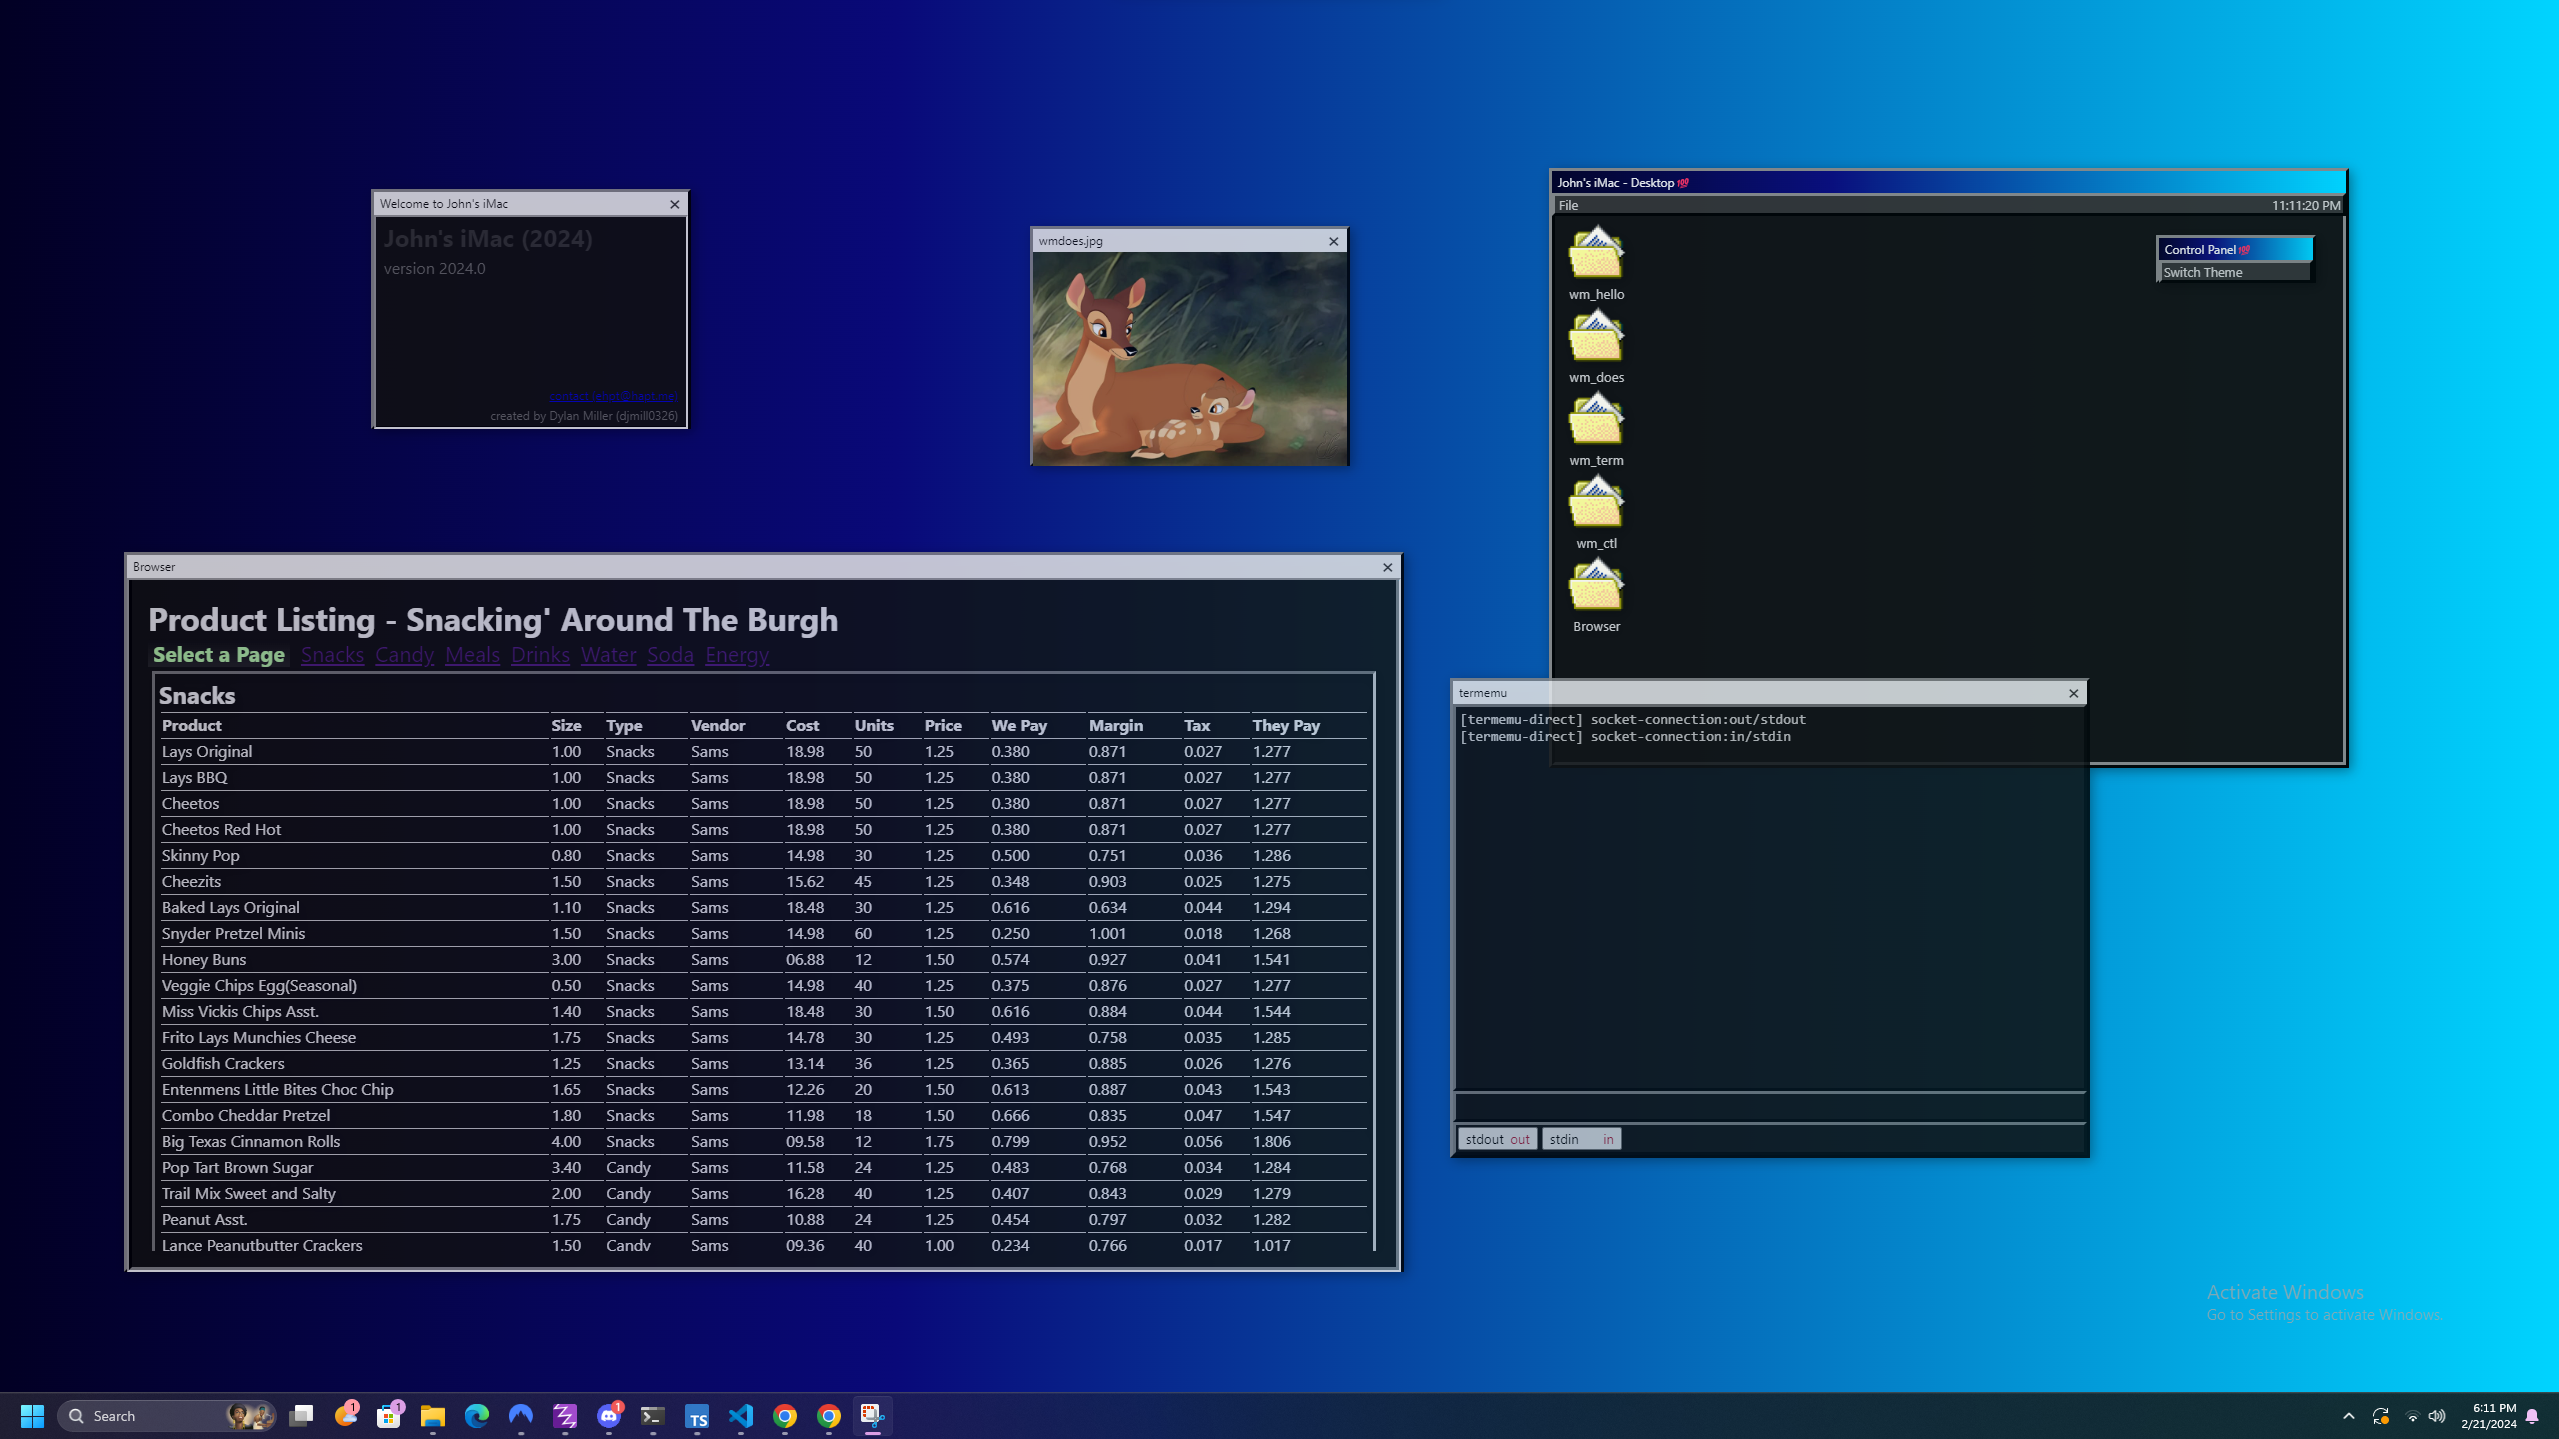 Welcome to John's iMac
John's iMac (2024)
version 2024.0
created by Dylan Miller (djmill0326)
wmdoes.jpg
John's iMac - Desktop 💯
File 11:11:20 PM
wm_hello
wm_does
wm_term
wm_ctl
Browser
Control Panel 💯
Switch Theme
Browser
Product Listing - Snacking' Around The Burgh
Select a Page Snacks Candy Meals Drinks Water Soda Energy
Snacks
Product Size Type Vendor Cost Units Price We Pay Margin Tax They Pay
Lays Original 1.00 Snacks Sams 18.98 50 1.25 0.380 0.871 0.027 1.277
Lays BBQ 1.00 Snacks Sams 18.98 50 1.25 0.380 0.871 0.027 1.277
Cheetos 1.00 Snacks Sams 18.98 50 1.25 0.380 0.871 0.027 1.277
Cheetos Red Hot 1.00 Snacks Sams 18.98 50 1.25 0.380 0.871 0.027 1.277
Skinny Pop 0.80 Snacks Sams 14.98 30 1.25 0.500 0.751 0.036 1.286
Cheezits 1.50 Snacks Sams 15.62 45 1.25 0.348 0.903 0.025 1.275
Baked Lays Original 1.10 Snacks Sams 18.48 30 1.25 0.616 0.634 0.044 1.294
Snyder Pretzel Minis 1.50 Snacks Sams 14.98 60 1.25 0.250 1.001 0.018 1.268
Honey Buns 3.00 Snacks Sams 06.88 12 1.50 0.574 0.927 0.041 1.541
Veggie Chips Egg(Seasonal) 0.50 Snacks Sams 14.98 40 1.25 0.375 0.876 0.027 1.277
Miss Vickis Chips Asst. 1.40 Snacks Sams 18.48 30 1.50 0.616 0.884 0.044 1.544
Frito Lays Munchies Cheese 1.75 Snacks Sams 14.78 30 1.25 0.493 0.758 0.035 1.285
Goldfish Crackers 1.25 Snacks Sams 13.14 36 1.25 0.365 0.885 0.026 1.276
Entenmens Little Bites Choc Chip 1.65 Snacks Sams 12.26 20 1.50 0.613 0.887 0.043 1.543
Combo Cheddar Pretzel 1.80 Snacks Sams 11.98 18 1.50 0.666 0.835 0.047 1.547
Big Texas Cinnamon Rolls 4.00 Snacks Sams 09.58 12 1.75 0.799 0.952 0.056 1.806
Pop Tart Brown Sugar 3.40 Candy Sams 11.58 24 1.25 0.483 0.768 0.034 1.284
Trail Mix Sweet and Salty 2.00 Candy Sams 16.28 40 1.25 0.407 0.843 0.029 1.279
Peanut Asst. 1.75 Candy Sams 10.88 24 1.25 0.454 0.797 0.032 1.282
Lance Peanutbutter Crackers 1.50 Candy Sams 09.36 40 1.00 0.234 0.766 0.017 1.017
termemu
[termemu-direct] socket-connection:out/stdout
[termemu-direct] socket-connection:in/stdin
stdout out stdin in
Activate Windows
Go to Settings to activate Windows.
Search
1
1
1
TS
6:11 PM
2/21/2024